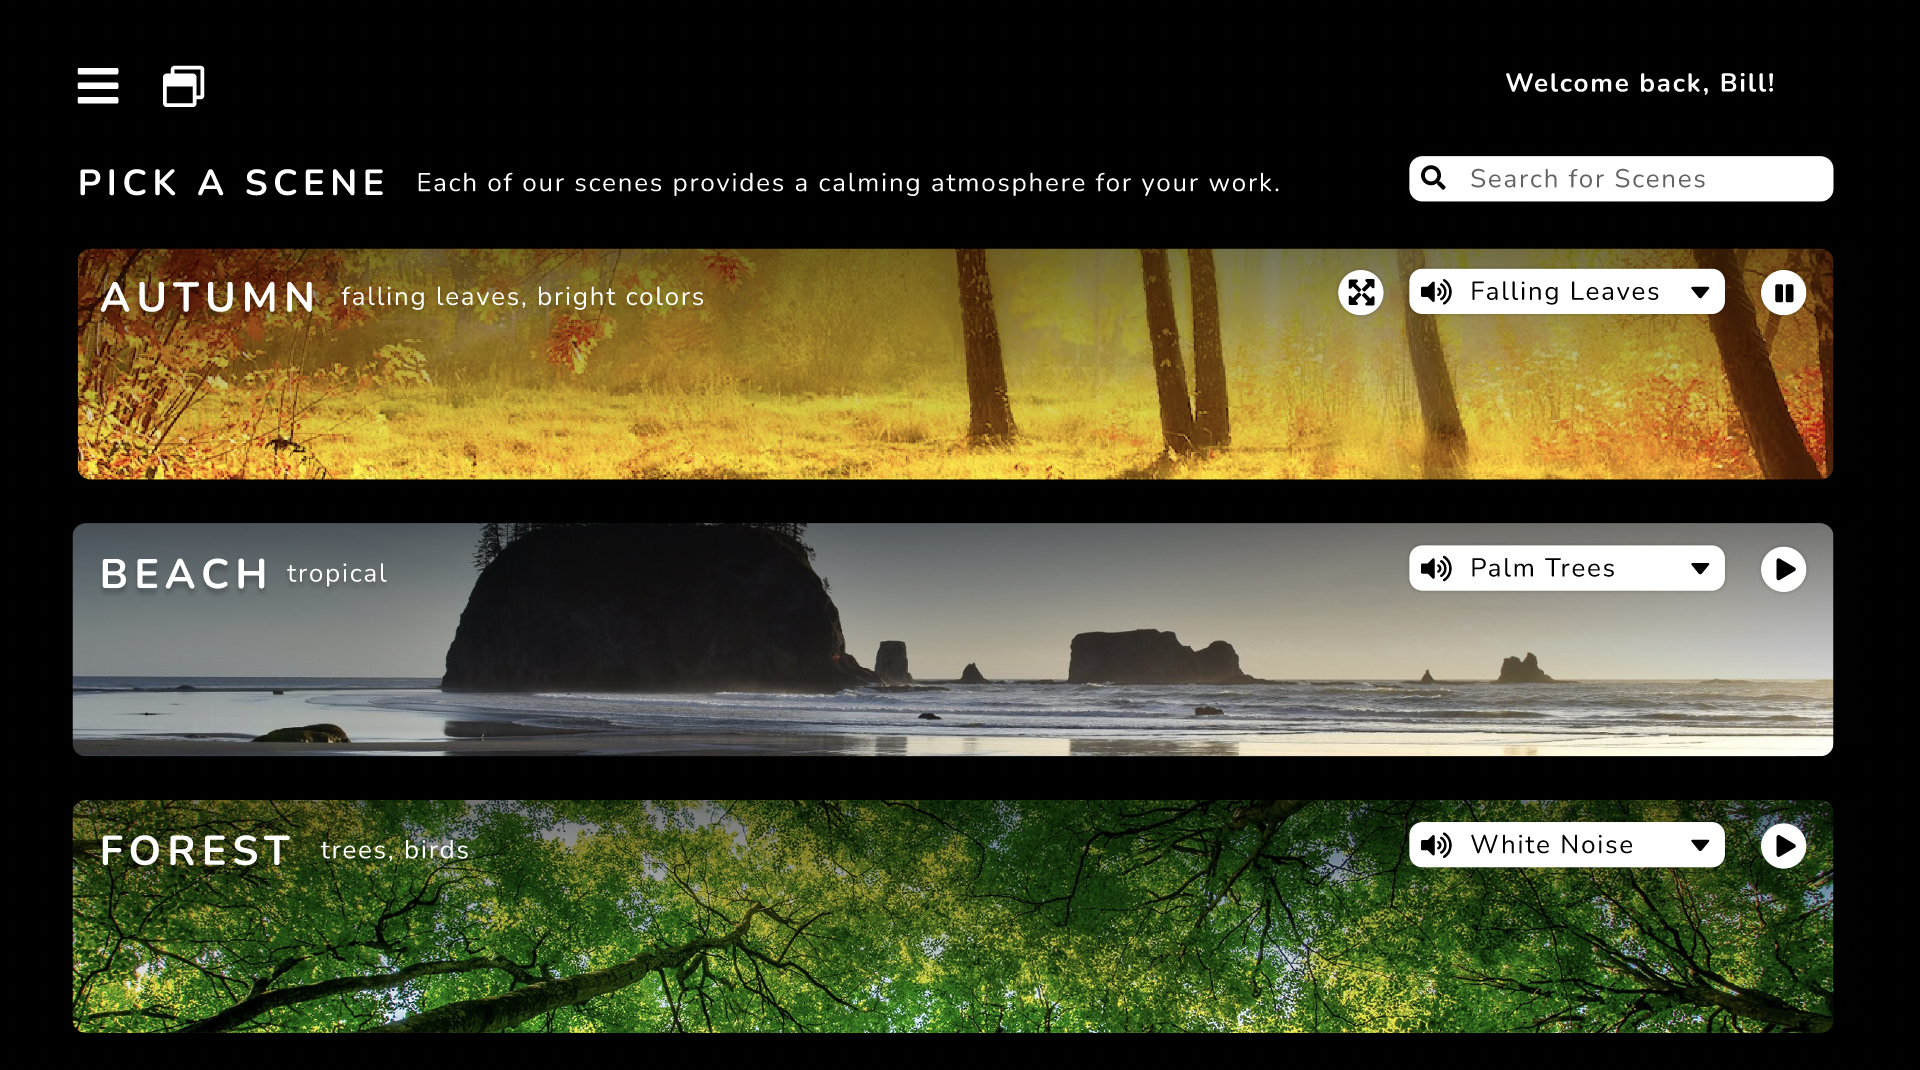 Welcome back, Bill!
PICK A SCENE Each of our scenes provides a calming atmosphere for your work.
Search for Scenes
AUTUMN falling leaves, bright colors
Falling Leaves
BEACH tropical
Palm Trees
FOREST trees, birds
White Noise